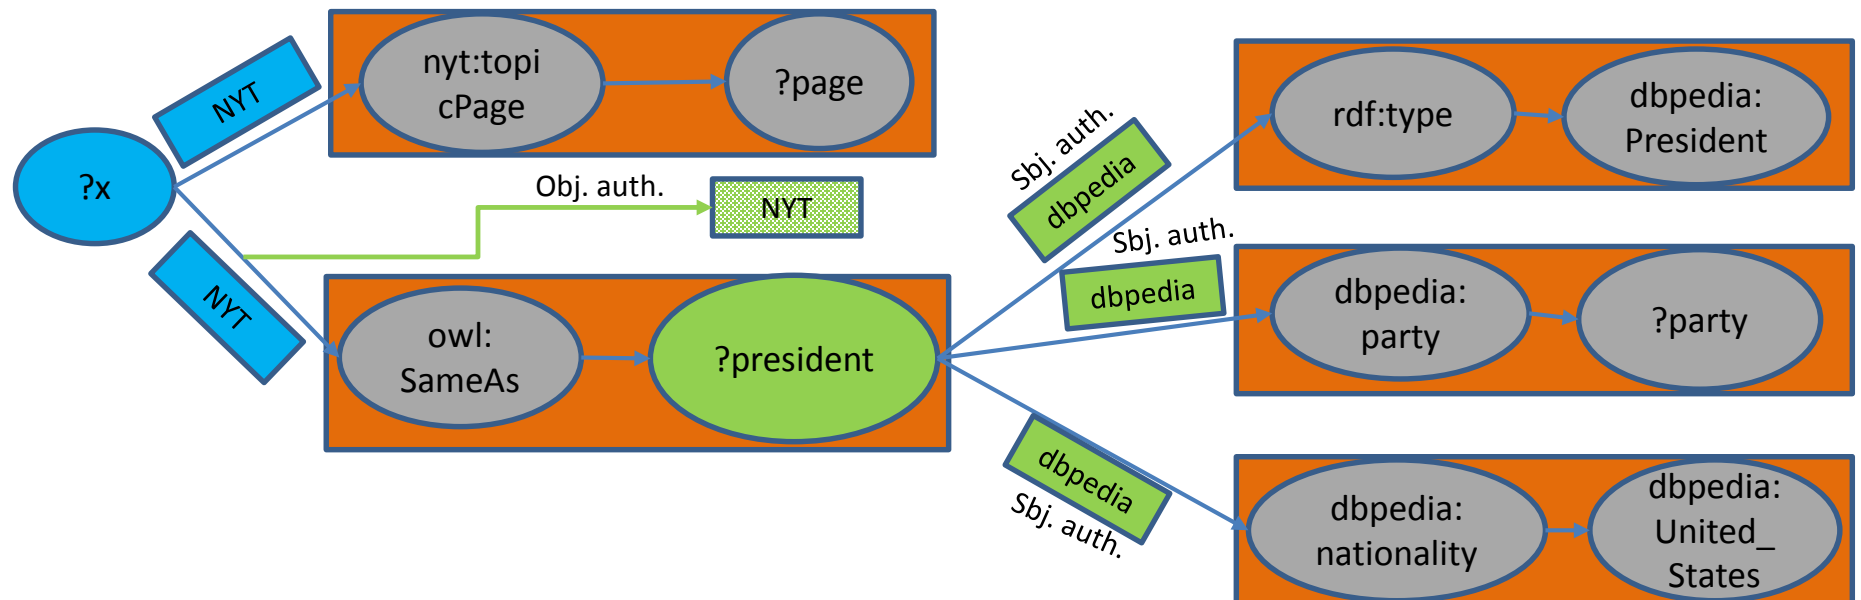 ?x
NYT
nyt:topi
cPage
?page
Obj. auth.
NYT
NYT
owl:
SameAs
?president
Sbj. auth.
dbpedia
Sbj. auth.
dbpedia
dbpedia
Sbj. auth.
rdf:type
dbpedia:
President
dbpedia:
party
?party
dbpedia:
nationality
dbpedia:
United_
States